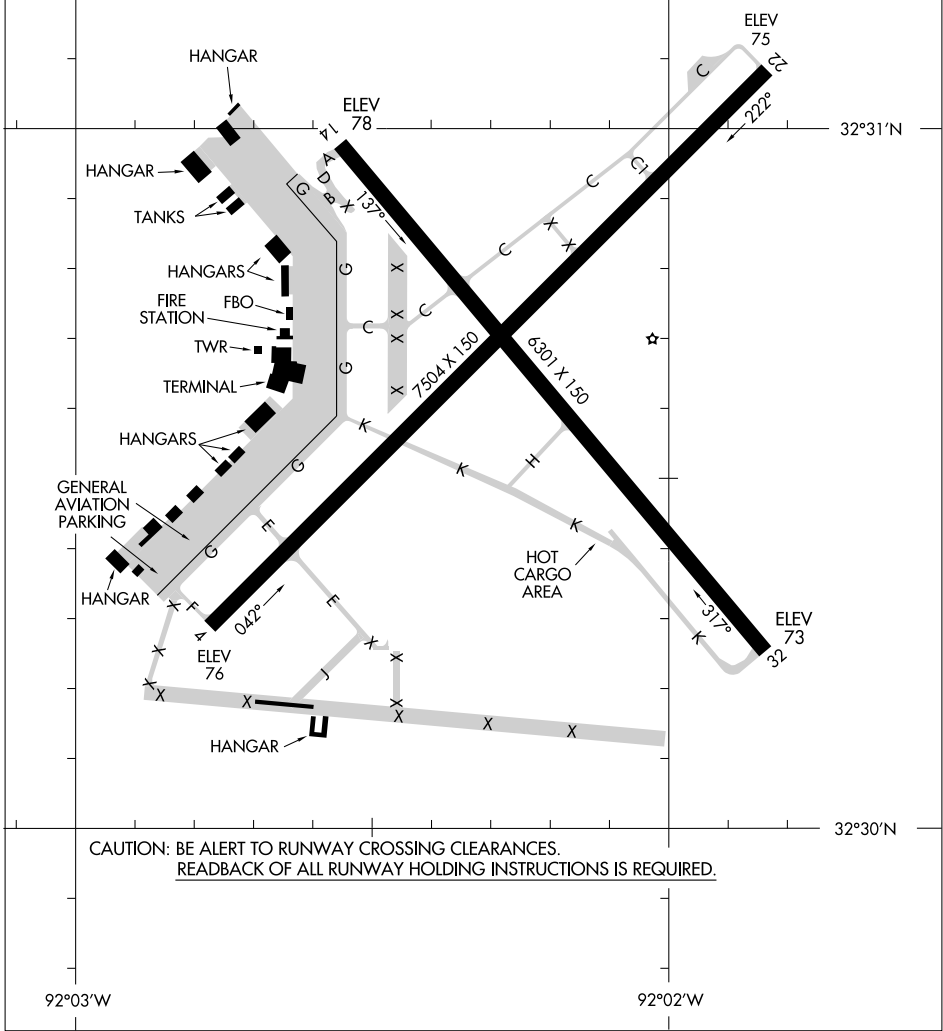 ELEV
75
22
HANGAR
C
222°
ELEV
78
14
32°31'N
A
HANGAR
D
G
B
X
C1
C
TANKS
137°
X
X
C
HANGARS
G
X
FIRE
STATION
FBO
C
X
C
TWR
X
7504 X 150
6301 X 150
TERMINAL
G
X
K
HANGARS
G
K
H
GENERAL
AVIATION
PARKING
E
K
G
HOT
CARGO
AREA
HANGAR
X
F
E
042°
317°
ELEV
73
4
K
32
X
X
ELEV
76
X
J
X
X
X
X
X
X
X
HANGAR
32°30'N
CAUTION: BE ALERT TO RUNWAY CROSSING CLEARANCES.
READBACK OF ALL RUNWAY HOLDING INSTRUCTIONS IS REQUIRED.
92°03'W
92°02'W